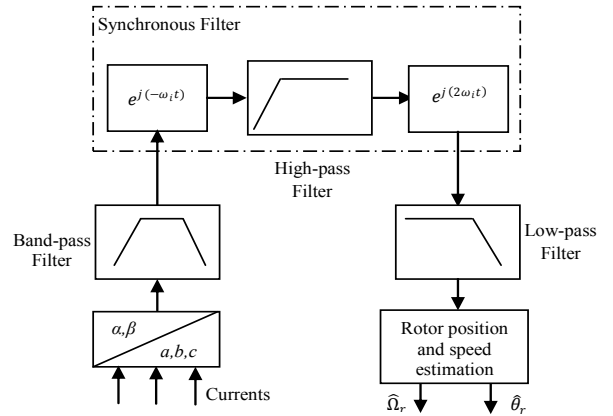 Synchronous Filter
e^{j(-ω_i t)}
e^{j(2ω_i t)}
High-pass
Filter
Band-pass
Filter
Low-pass
Filter
α,β
a,b,c
Currents
Rotor position
and speed
estimation
Ω̂_r
θ̂_r